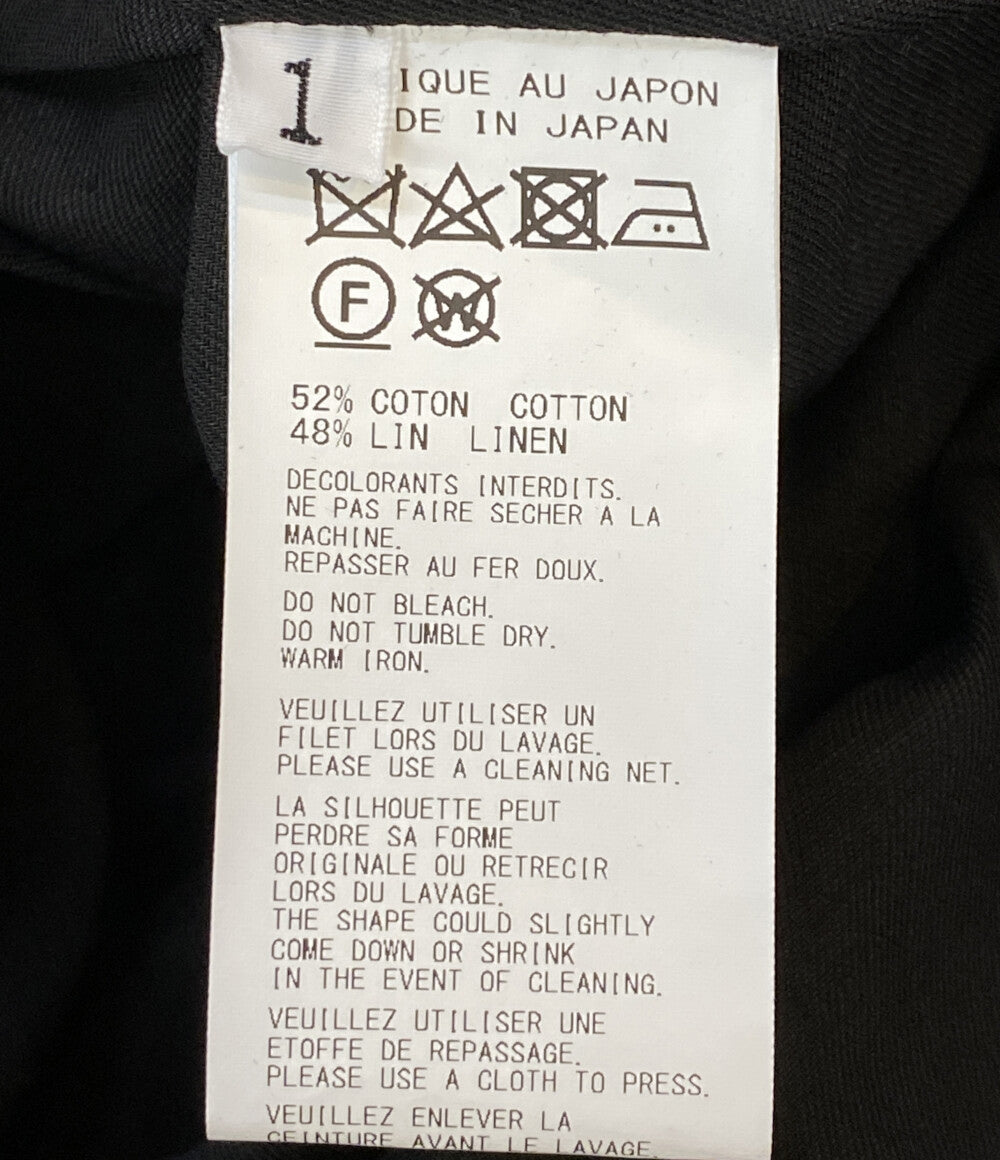 1
IQUE AU JAPON
DE IN JAPAN
F
W
52% COTON COTTON
48% LIN LINEN
DECOLORANTS INTERDITS.
NE PAS FAIRE SECHER A LA
MACHINE.
REPASSER AU FER DOUX.
DO NOT BLEACH.
DO NOT TUMBLE DRY.
WARM IRON.
VEUILLEZ UTILISER UN
FILET LORS DU LAVAGE.
PLEASE USE A CLEANING NET.
LA SILHOUETTE PEUT
PERDRE SA FORME
ORIGINALE OU RETRECIR
LORS DU LAVAGE.
THE SHAPE COULD SLIGHTLY
COME DOWN OR SHRINK
IN THE EVENT OF CLEANING.
VEUILLEZ UTILISER UNE
ETOFFE DE REPASSAGE.
PLEASE USE A CLOTH TO PRESS.
VEUILLEZ ENLEVER LA
CEINTURE AVANT LE LAVAGE.